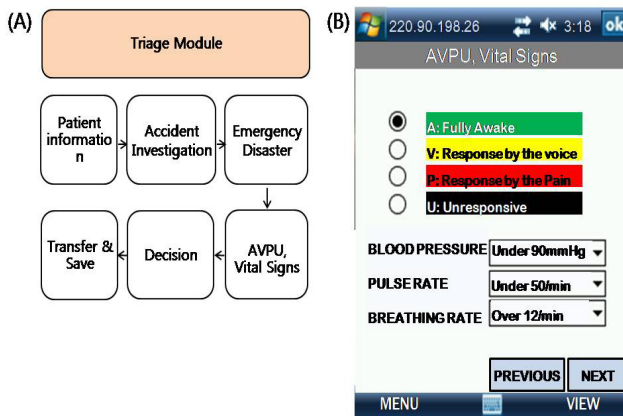 (A)
Triage Module
Patient
informatio
n
Accident
Investigation
Emergency
Disaster
Transfer &
Save
Decision
AVPU,
Vital Signs
(B)
220.90.198.26 3:18 ok
AVPU, Vital Signs
A: Fully Awake
V: Response by the voice
P: Response by the Pain
U: Unresponsive
BLOOD PRESSURE Under 90mmHg
PULSE RATE Under 50/min
BREATHING RATE Over 12/min
PREVIOUS NEXT
MENU VIEW